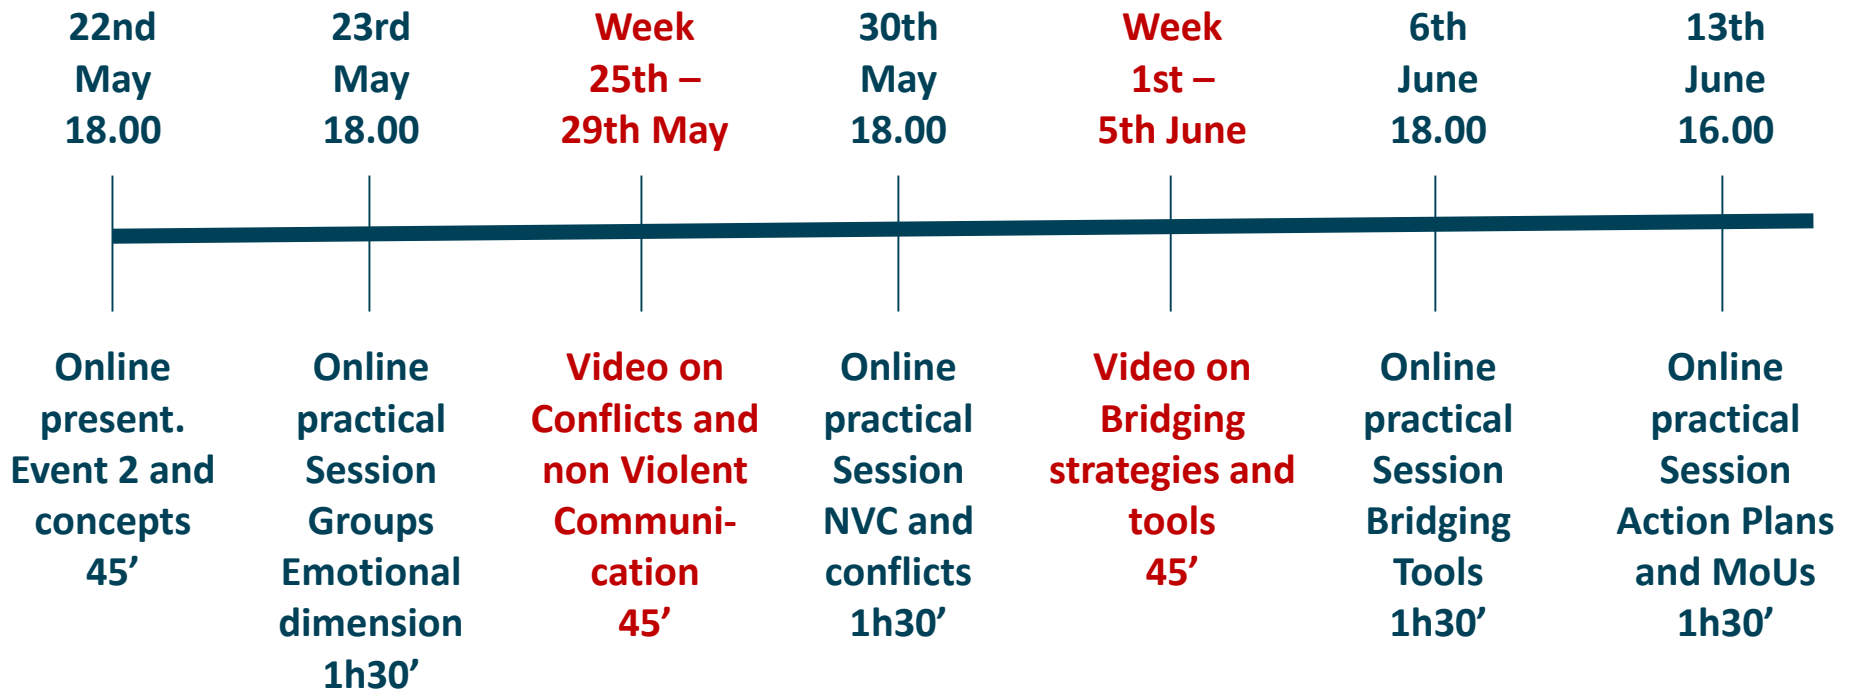 22nd
May
18.00
23rd
May
18.00
Week
25th –
29th May
30th
May
18.00
Week
1st –
5th June
6th
June
18.00
13th
June
16.00
Online
present.
Event 2 and
concepts
45’
Online
practical
Session
Groups
Emotional
dimension
1h30’
Video on
Conflicts and
non Violent
Communi-
cation
45’
Online
practical
Session
NVC and
conflicts
1h30’
Video on
Bridging
strategies and
tools
45’
Online
practical
Session
Bridging
Tools
1h30’
Online
practical
Session
Action Plans
and MoUs
1h30’